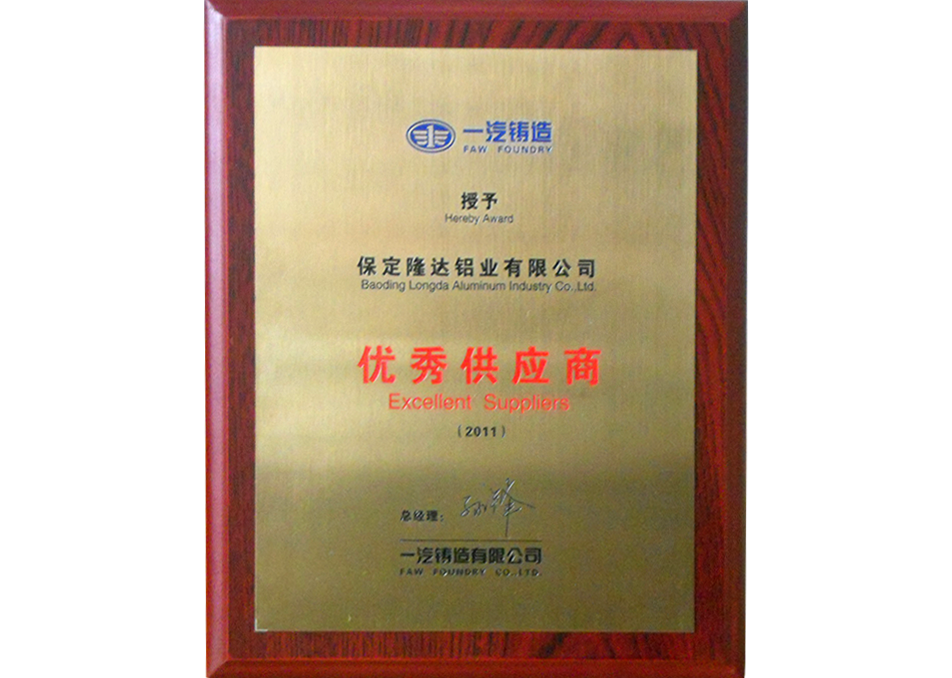 一汽铸造
FAW FOUNDRY
授予
Hereby Award
保定隆达铝业有限公司
Baoding Longda Aluminum Industry Co.,Ltd.
优秀供应商
Excellent Suppliers
(2011)
总经理:
一汽铸造有限公司
FAW FOUNDRY CO.,LTD.